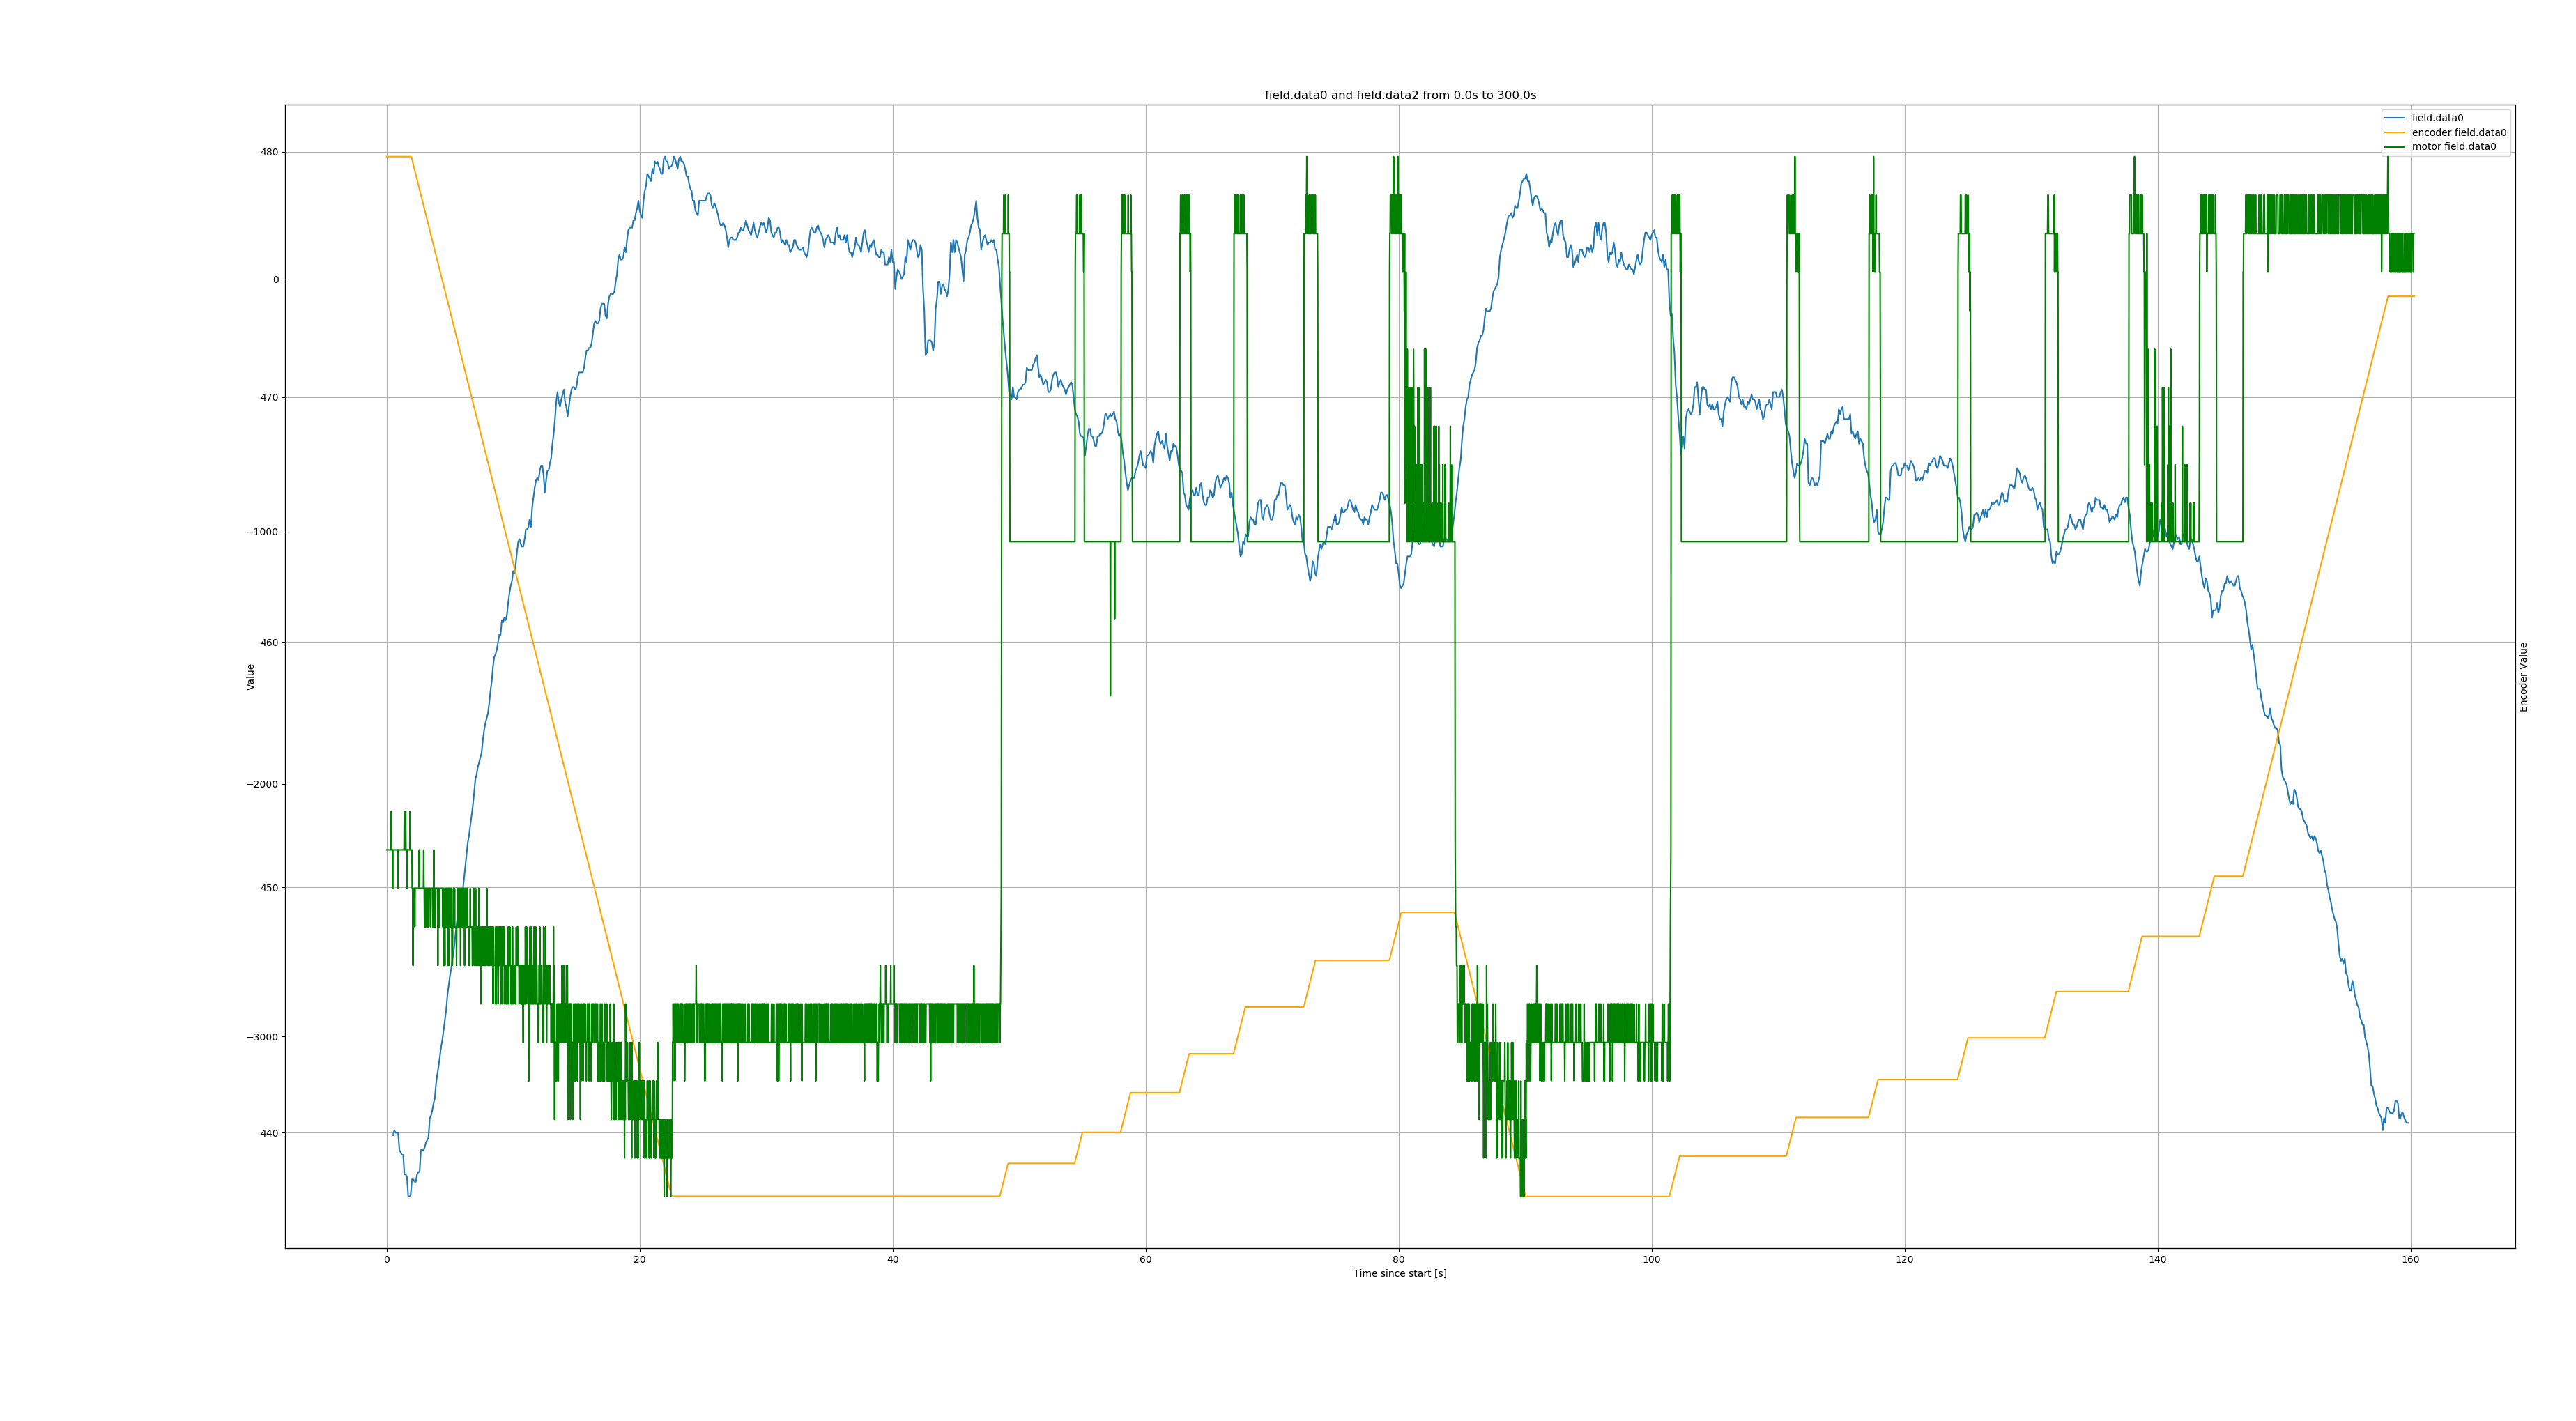 field.data0 and field.data2 from 0.0s to 300.0s
field.data0
encoder field.data0
motor field.data0
480
0
470
−1000
460
Value
Encoder Value
−2000
450
−3000
440
0 20 40 60 80 100 120 140 160
Time since start [s]